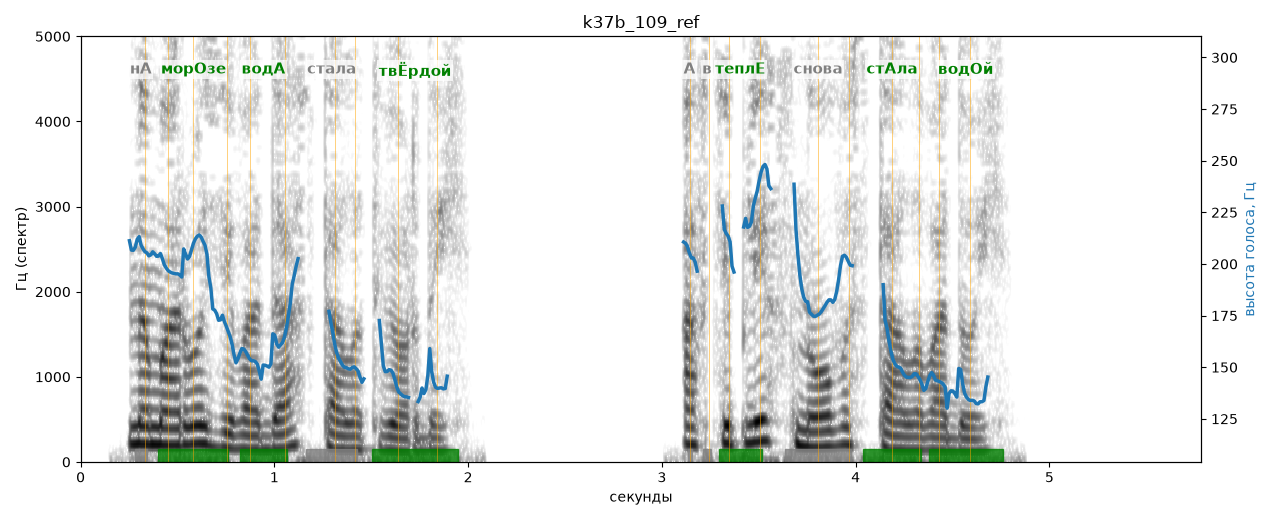 k37b_109_ref
нА морОзе водА стала твЁрдой А в теплЕ снова стАла водОй
5000
4000
3000
2000
1000
0
Гц (спектр)
300
275
250
225
200
175
150
125
высота голоса, Гц
0 1 2 3 4 5
секунды